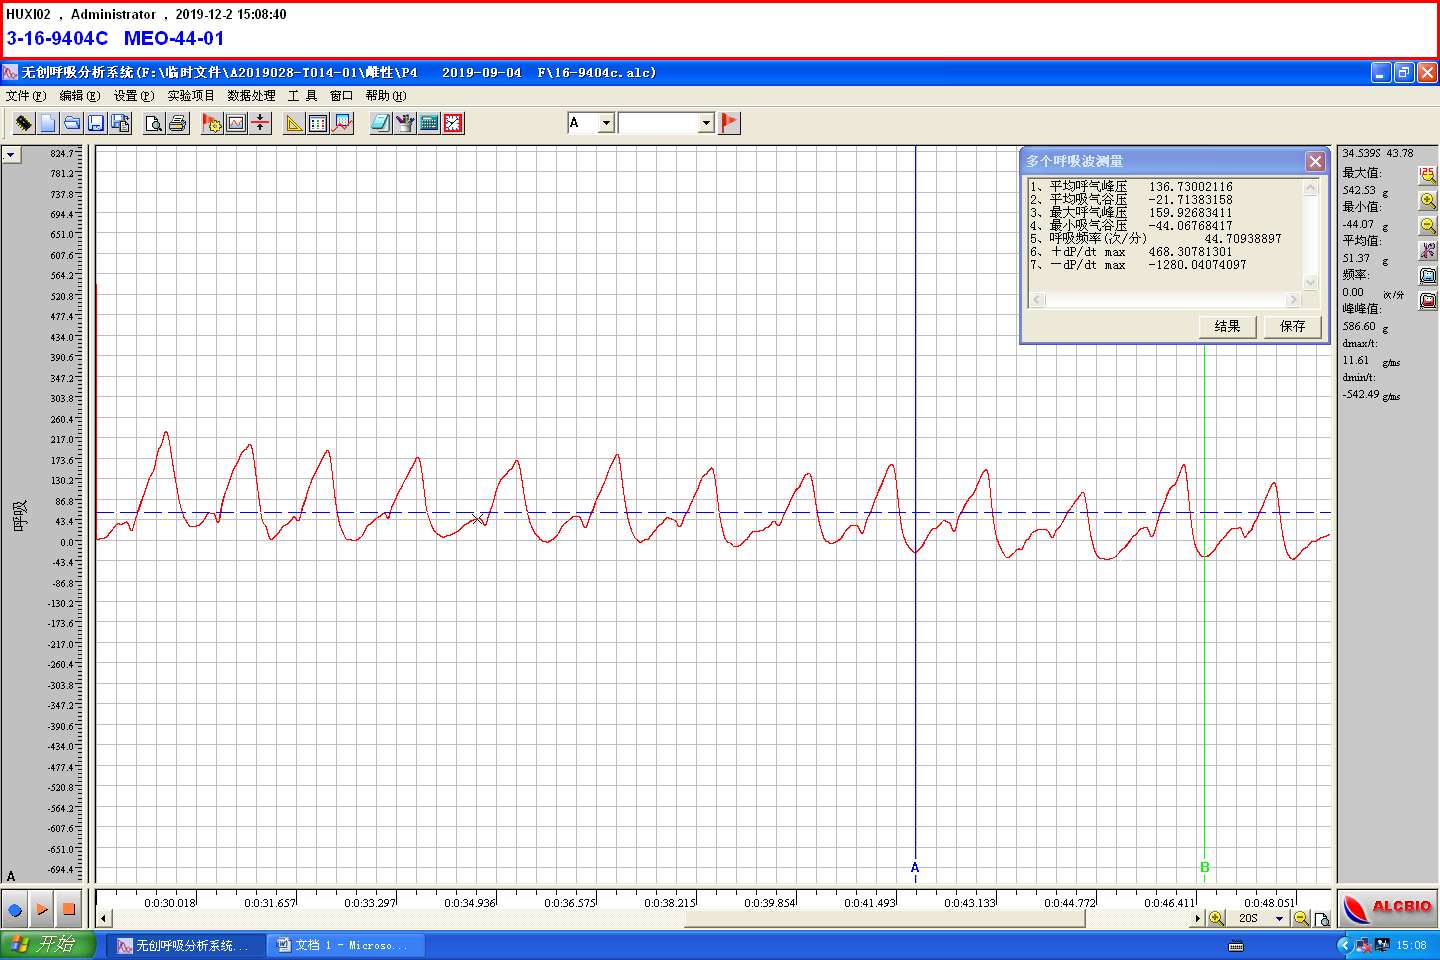 HUXI02 , Administrator , 2019-12-2 15:08:40
3-16-9404C MEO-44-01
无创呼吸分析系统(F:\临时文件\A2019028-T014-01\雌性\P4 2019-09-04 F\16-9404c.alc)
文件(F) 编辑(E) 设置(P) 实验项目 数据处理 工 具 窗口 帮助(H)
A
824.7
781.2
737.8
694.4
651.0
607.6
564.2
520.8
477.4
434.0
390.6
347.2
303.8
260.4
217.0
173.6
130.2
86.8
43.4
0.0
-43.4
-86.8
-130.2
-173.6
-217.0
-260.4
-303.8
-347.2
-390.6
-434.0
-477.4
-520.8
-564.2
-607.6
-651.0
-694.4
呼吸
A
多个呼吸波测量
1、平均呼气峰压 136.73002116
2、平均吸气谷压 -21.71383158
3、最大呼气峰压 159.92683411
4、最小吸气谷压 -44.06768417
5、呼吸频率(次/分) 44.70938897
6、＋dP/dt max 468.30781301
7、－dP/dt max -1280.04074097
结果 保存
34.539S 43.78
最大值:
542.53 g
最小值:
-44.07 g
平均值:
51.37 g
频率:
0.00 次/分
峰峰值:
586.60 g
dmax/t:
11.61 g/ms
dmin/t:
-542.49 g/ms
125
A B
0:0:30.018 0:0:31.657 0:0:33.297 0:0:34.936 0:0:36.575 0:0:38.215 0:0:39.854 0:0:41.493 0:0:43.133 0:0:44.772 0:0:46.411 0:0:48.051
20S
ALCBIO
开始 无创呼吸分析系统... 文档 1 - Microso... 15:08